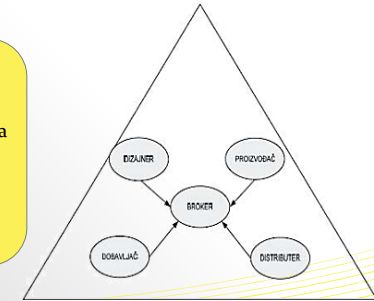 a
DIZAJNER
PROIZVOĐAČ
BROKER
DOBAVLJAČ
DISTRIBUTER